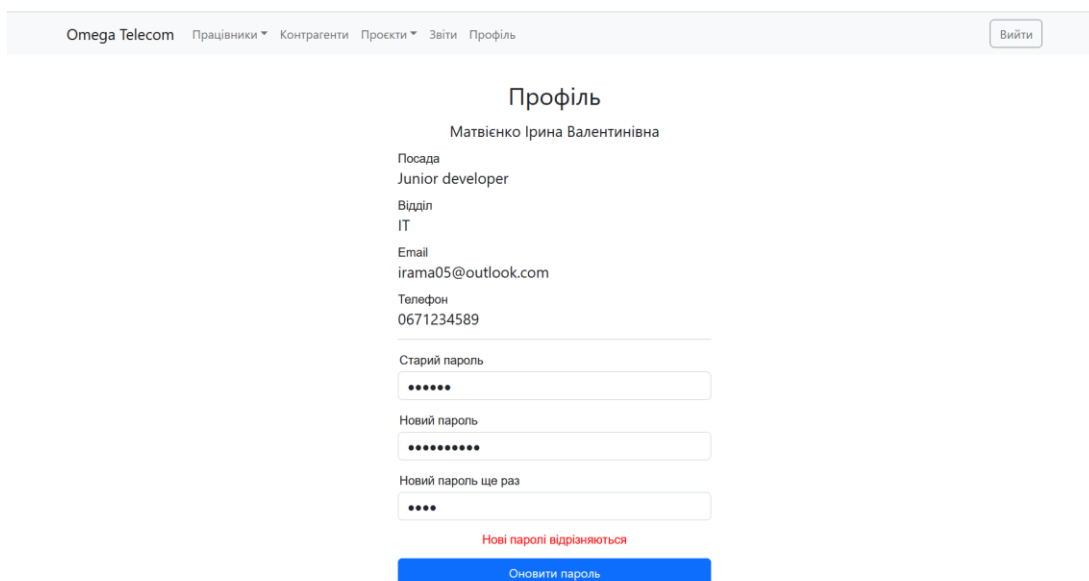 Omega Telecom Працівники Контрагенти Проєкти Звіти Профіль Вийти
Профіль
Матвієнко Ірина Валентинівна
Посада
Junior developer
Відділ
IT
Email
irama05@outlook.com
Телефон
0671234589
Старий пароль
••••••
Новий пароль
••••••••••
Новий пароль ще раз
••••
Нові паролі відрізняються
Оновити пароль